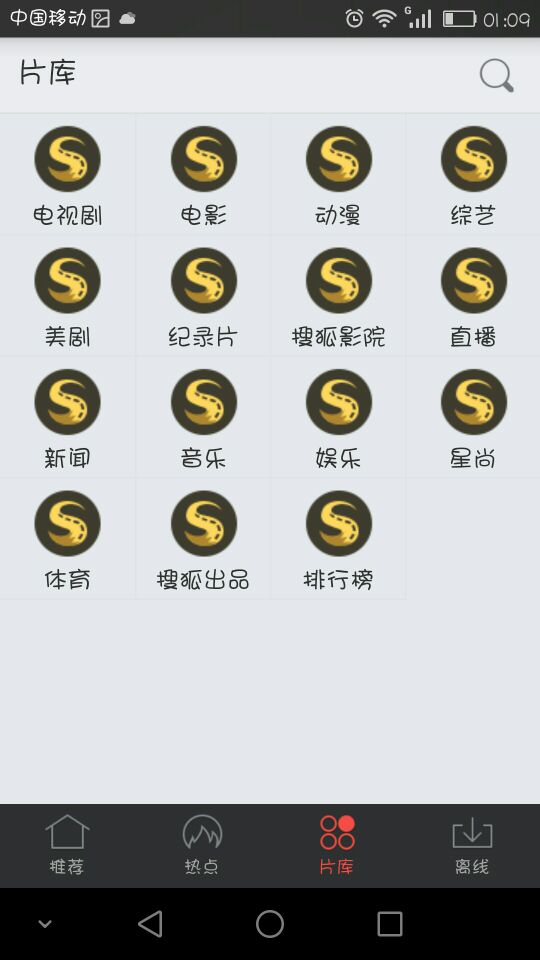 中国移动 G 01:09
片库
电视剧 电影 动漫 综艺
美剧 纪录片 搜狐影院 直播
新闻 音乐 娱乐 星尚
体育 搜狐出品 排行榜
推荐 热点 片库 离线